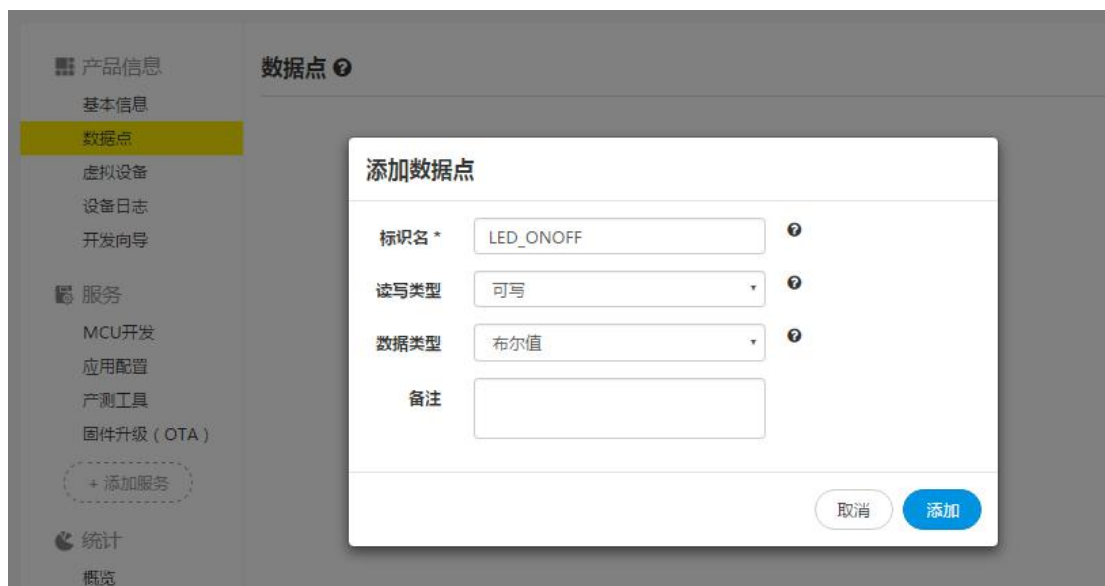 产品信息
基本信息
数据点
虚拟设备
设备日志
开发向导
服务
MCU开发
应用配置
产测工具
固件升级(OTA)
+ 添加服务
统计
概览
数据点
添加数据点
标识名 * LED_ONOFF
读写类型 可写
数据类型 布尔值
备注
取消 添加